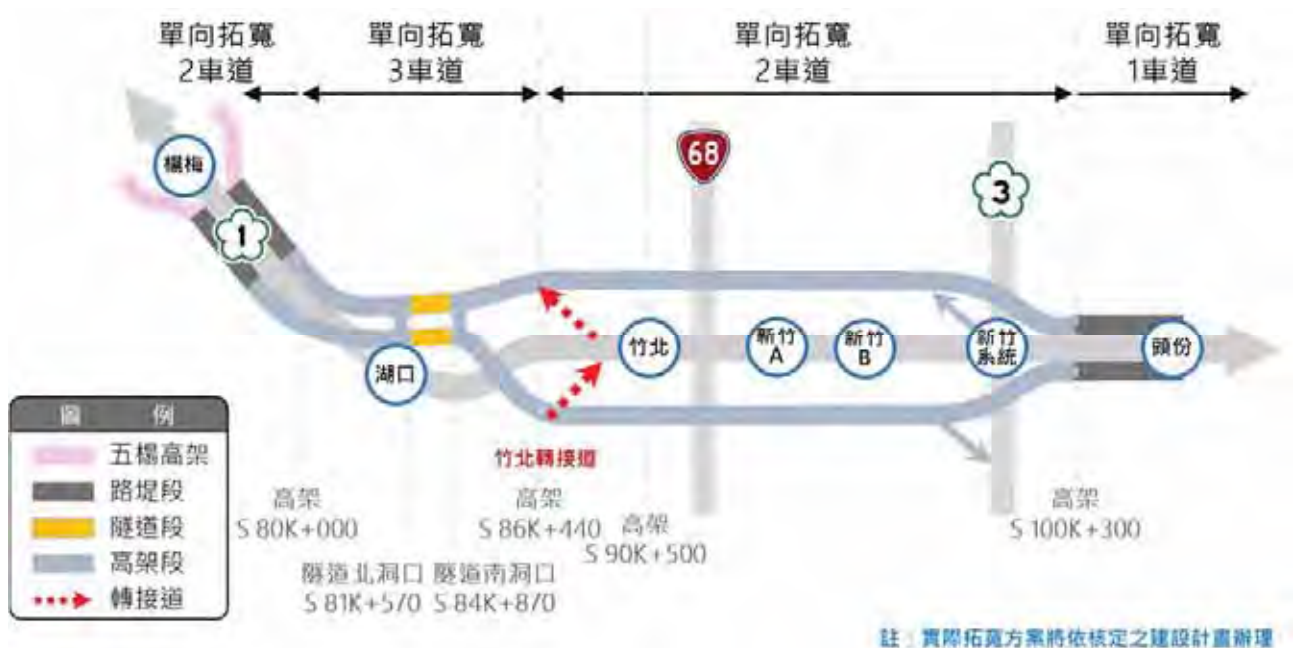 單向拓寬
2車道
單向拓寬
3車道
單向拓寬
2車道
單向拓寬
1車道
楊梅
1
68
3
湖口
竹北
新竹
A
新竹
B
新竹
系統
頭份
竹北轉接道
圖 例
五楊高架
路堤段
隧道段
高架段
轉接道
高架
S 80K+000
隧道北洞口
S 81K+570
隧道南洞口
S 84K+870
高架
S 86K+440
高架
S 90K+500
高架
S 100K+300
註：實際拓寬方案將依核定之建設計畫辦理